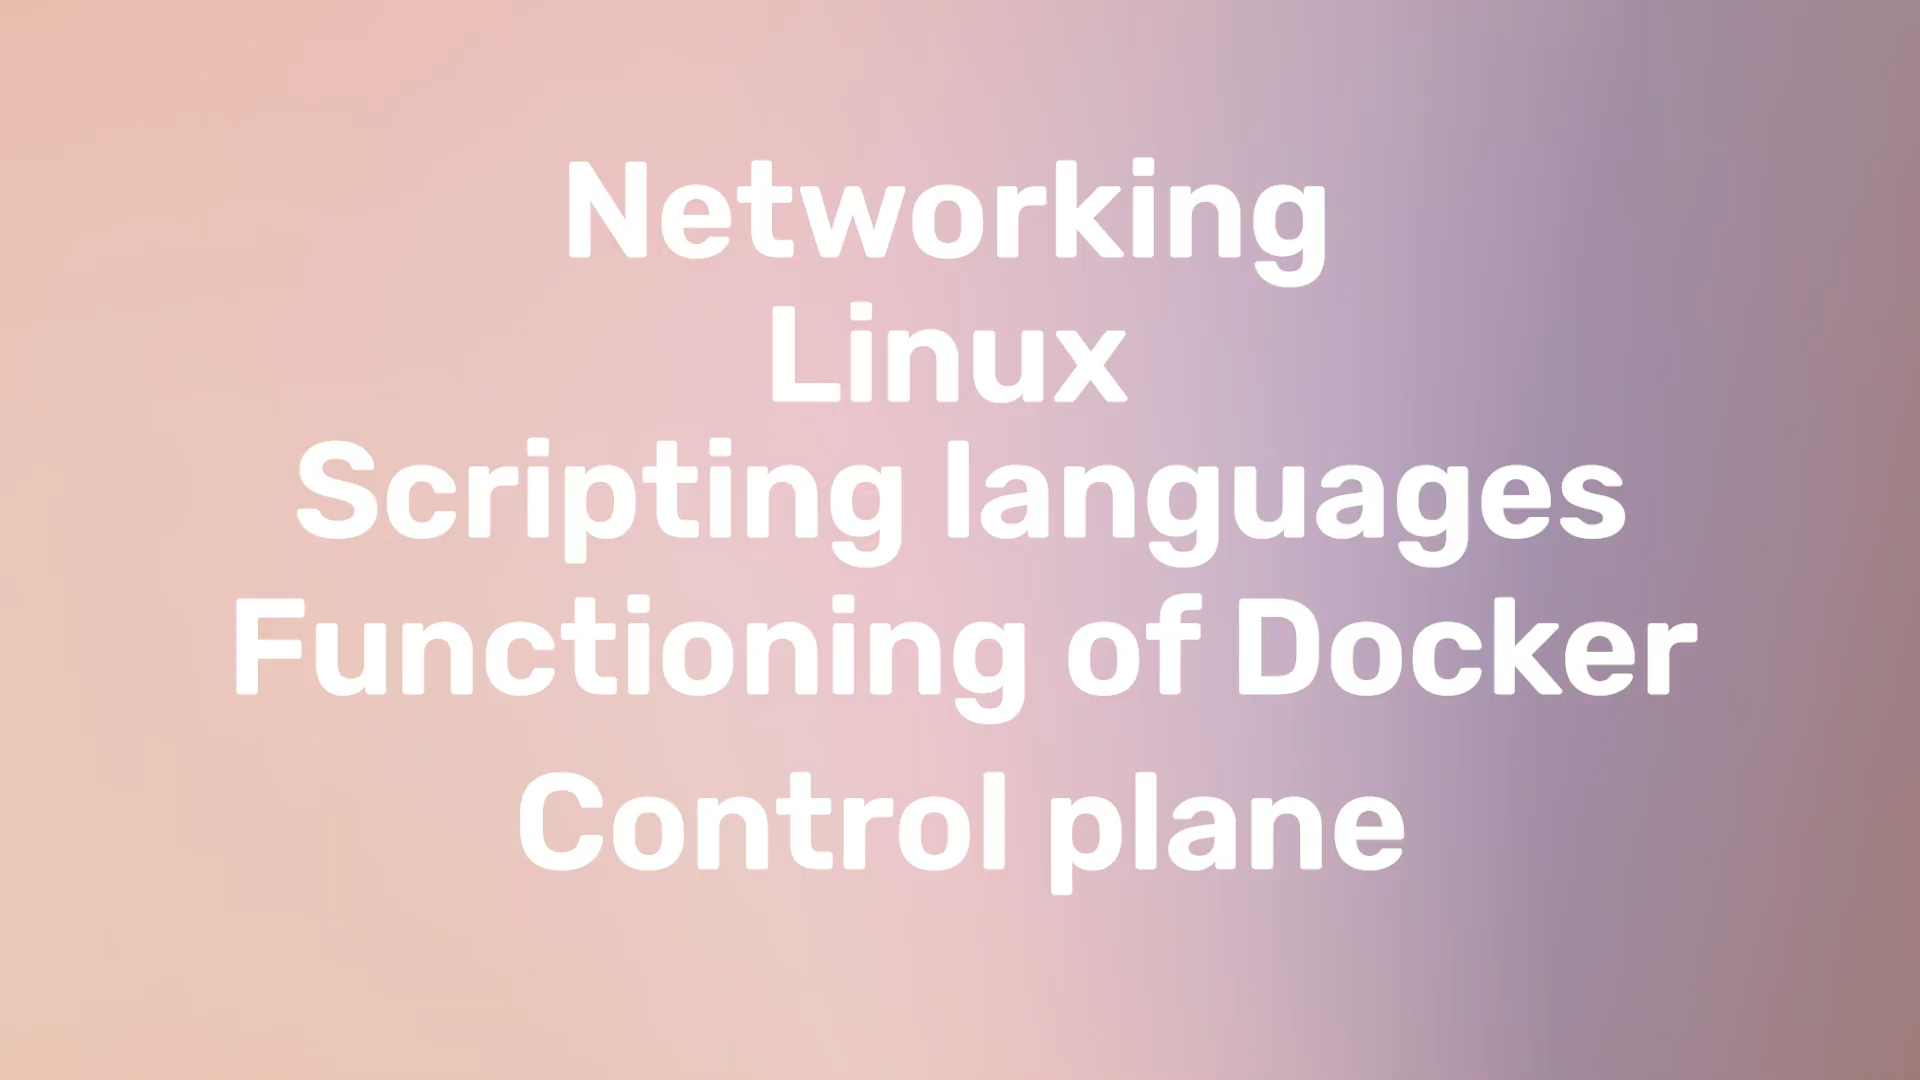 Networking
Linux
Scripting languages
Functioning of Docker
Control plane